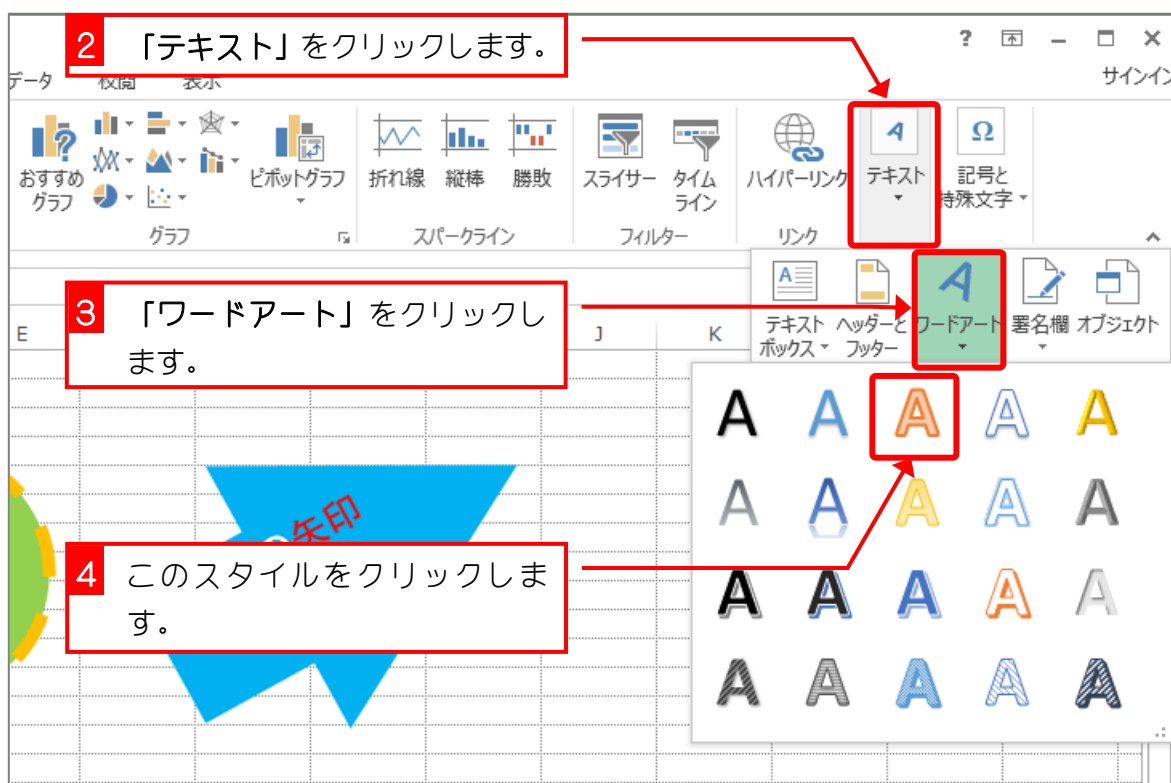 2 「テキスト」をクリックします。
? 
データ 校閲 表示
サインイン
おすすめ
グラフ
ピボットグラフ
折れ線 縦棒 勝敗
スライサー タイム
ライン
ハイパーリンク
テキスト
記号と
特殊文字
グラフ スパークライン フィルター リンク
3 「ワードアート」をクリックし
ます。
テキスト
ボックス
ヘッダーと
フッター
ワードアート
署名欄
オブジェクト
E J K
A A A A A
A A A A A
A A A A A
A A A A A
の矢印
4 このスタイルをクリックしま
す。